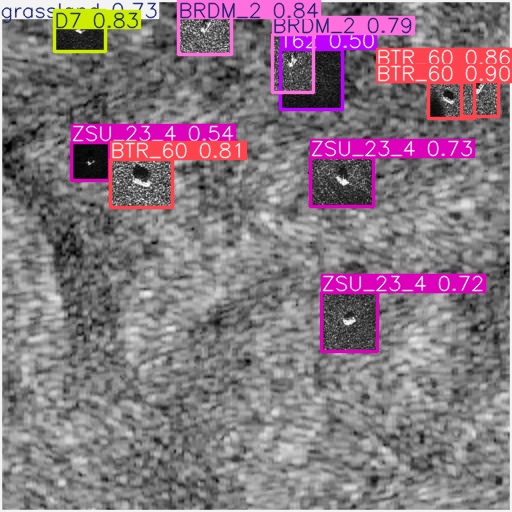 grassland 0.73
D7 0.83
BRDM_2 0.84
BRDM_2 0.79
T62 0.50
BTR_60 0.86
BTR_60 0.90
ZSU_23_4 0.54
BTR_60 0.81
ZSU_23_4 0.73
ZSU_23_4 0.72